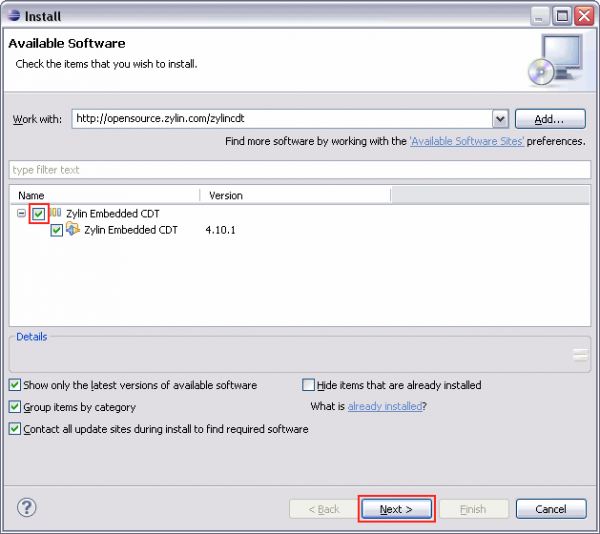 Install
Available Software
Check the items that you wish to install.
Work with: http://opensource.zylin.com/zylincdt Add...
Find more software by working with the 'Available Software Sites' preferences.
type filter text
Name Version
Zylin Embedded CDT
Zylin Embedded CDT 4.10.1
Details
Show only the latest versions of available software Hide items that are already installed
Group items by category What is already installed?
Contact all update sites during install to find required software
? < Back Next > Finish Cancel